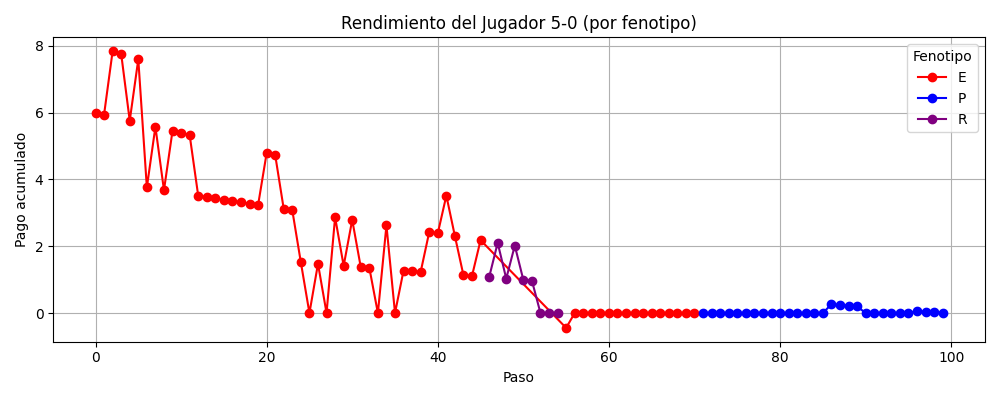 Rendimiento del Jugador 5-0 (por fenotipo)
Pago acumulado
8
6
4
2
0
0
20
40
60
80
100
Paso
Fenotipo
E
P
R